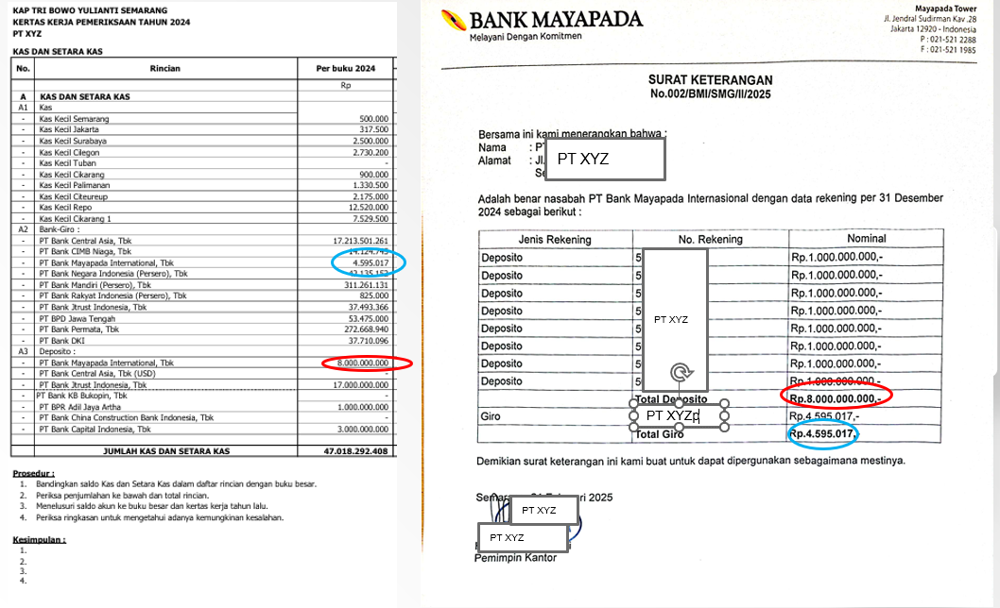 KAP TRI BOWO YULIANTI SEMARANG
KERTAS KERJA PEMERIKSAAN TAHUN 2024
PT XYZ
KAS DAN SETARA KAS
No. Rincian Per buku 2024
Rp
A KAS DAN SETARA KAS
A1 Kas
- Kas Kecil Semarang 500.000
- Kas Kecil Jakarta 317.500
- Kas Kecil Surabaya 2.500.000
- Kas Kecil Cilegon 2.730.200
- Kas Kecil Tuban -
- Kas Kecil Cikarang 900.000
- Kas Kecil Palimanan 1.330.500
- Kas Kecil Citeureup 2.175.000
- Kas Kecil Repo 12.520.000
- Kas Kecil Cikarang 1 7.529.500
A2 Bank-Giro :
- PT Bank Central Asia, Tbk 17.213.501.261
- PT Bank CIMB Niaga, Tbk 14.124.745
- PT Bank Mayapada International, Tbk 4.595.017
- PT Bank Negara Indonesia (Persero), Tbk
- PT Bank Mandiri (Persero), Tbk 311.261.131
- PT Bank Rakyat Indonesia (Persero), Tbk 825.000
- PT Bank Jtrust Indonesia, Tbk 37.493.366
- PT BPD Jawa Tengah 53.475.000
- PT Bank Permata, Tbk 272.668.940
- PT Bank DKI 37.710.096
A3 Deposito :
- PT Bank Mayapada International, Tbk 8.000.000.000
- PT Bank Central Asia, Tbk (USD) -
- PT Bank Jtrust Indonesia, Tbk 17.000.000.000
- PT Bank KB Bukopin, Tbk
- PT BPR Adil Jaya Artha 1.000.000.000
- PT Bank China Construction Bank Indonesia, Tbk -
- PT Bank Capital Indonesia, Tbk 3.000.000.000
JUMLAH KAS DAN SETARA KAS 47.018.292.408
Prosedur :
1. Bandingkan saldo Kas dan Setara Kas dalam daftar rincian dengan buku besar.
2. Periksa penjumlahan ke bawah dan total rincian.
3. Menelusuri saldo akun ke buku besar dan kertas kerja tahun lalu.
4. Periksa ringkasan untuk mengetahui adanya kemungkinan kesalahan.
Kesimpulan :
1.
2.
3.
4.
BANK MAYAPADA
Melayani Dengan Komitmen
Mayapada Tower
Jl. Jendral Sudirman Kav .28
Jakarta 12920 - Indonesia
P : 021-521 2288
F : 021-521 1985
SURAT KETERANGAN
No.002/BMI/SMG/II/2025
Bersama ini kami menerangkan bahwa :
Nama : PT
PT XYZ
Alamat : Jl.
Se
Adalah benar nasabah PT Bank Mayapada Internasional dengan data rekening per 31 Desember
2024 sebagai berikut :
Jenis Rekening No. Rekening Nominal
Deposito 5 Rp.1.000.000.000,-
Deposito 5 Rp.1.000.000.000,-
Deposito 5 Rp.1.000.000.000,-
Deposito 5 Rp.1.000.000.000,-
PT XYZ
Deposito 5 Rp.1.000.000.000,-
Deposito 5 Rp.1.000.000.000,-
Deposito 5 Rp.1.000.000.000,-
Deposito 5 Rp.1.000.000.000,-
Total Deposito Rp.8.000.000.000,-
Giro PT XYZp Rp.4.595.017,-
Total Giro Rp.4.595.017,
Demikian surat keterangan ini kami buat untuk dapat dipergunakan sebagaimana mestinya.
2025
PT XYZ
PT XYZ
Pemimpin Kantor